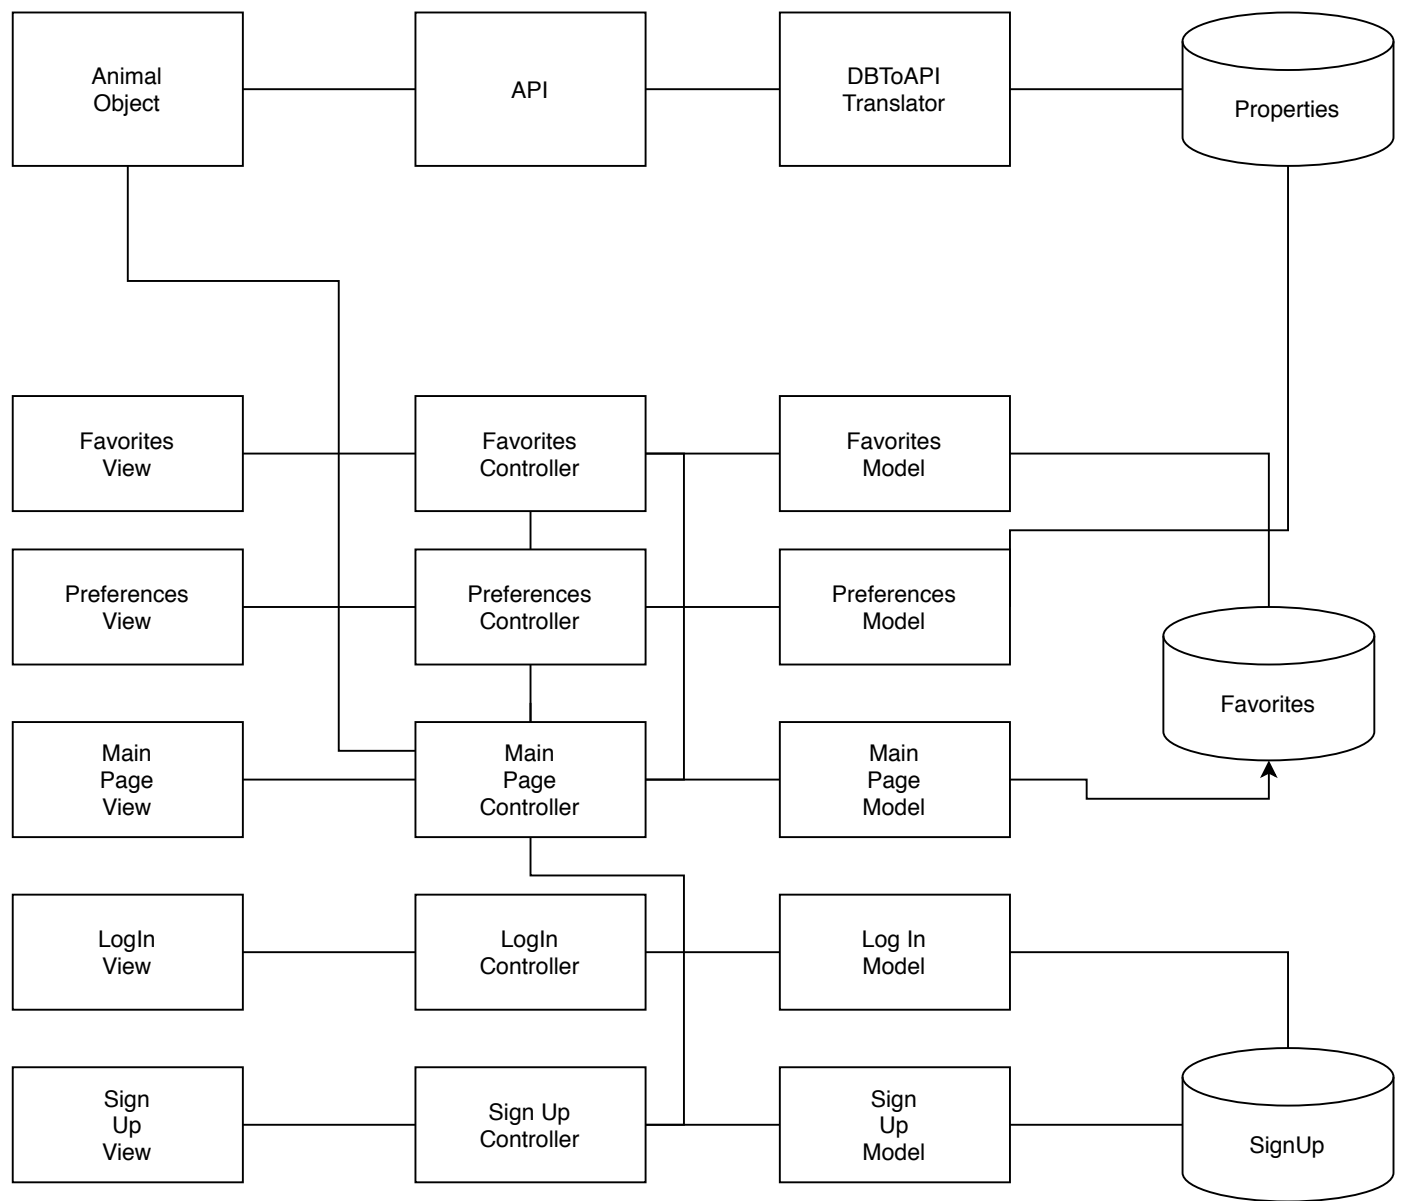 Animal
Object
API
DBToAPI
Translator
Properties
Favorites
View
Favorites
Controller
Favorites
Model
Preferences
View
Preferences
Controller
Preferences
Model
Favorites
Main
Page
View
Main
Page
Controller
Main
Page
Model
LogIn
View
LogIn
Controller
Log In
Model
Sign
Up
View
Sign Up
Controller
Sign
Up
Model
SignUp